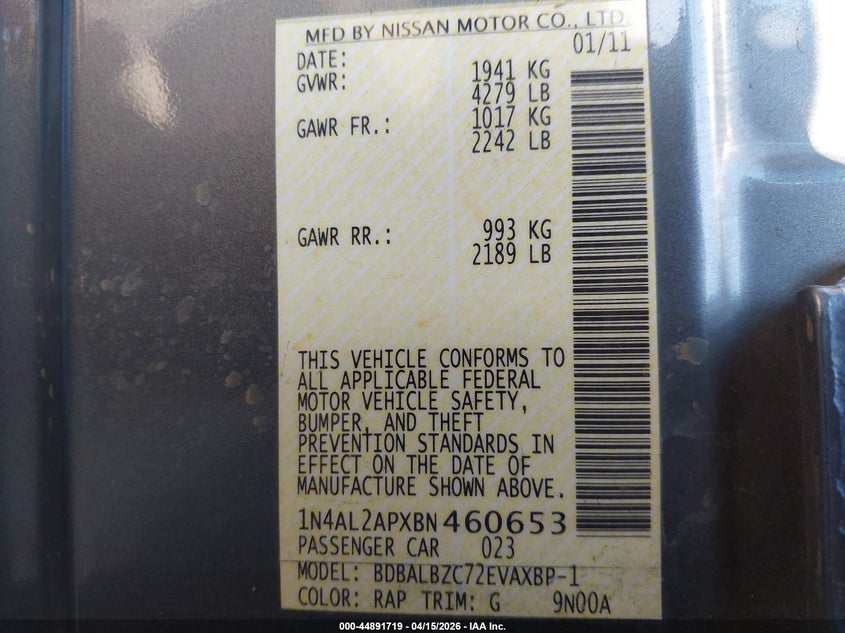 MFD BY NISSAN MOTOR CO., LTD.
DATE: 01/11
GVWR: 1941 KG
4279 LB
GAWR FR.: 1017 KG
2242 LB
GAWR RR.: 993 KG
2189 LB
THIS VEHICLE CONFORMS TO
ALL APPLICABLE FEDERAL
MOTOR VEHICLE SAFETY,
BUMPER, AND THEFT
PREVENTION STANDARDS IN
EFFECT ON THE DATE OF
MANUFACTURE SHOWN ABOVE.
1N4AL2APXBN460653
PASSENGER CAR 023
MODEL: BDBALBZC72EVAXBP-1
COLOR: RAP TRIM: G 9N00A
000-44891719 - 04/15/2026 - IAA Inc.